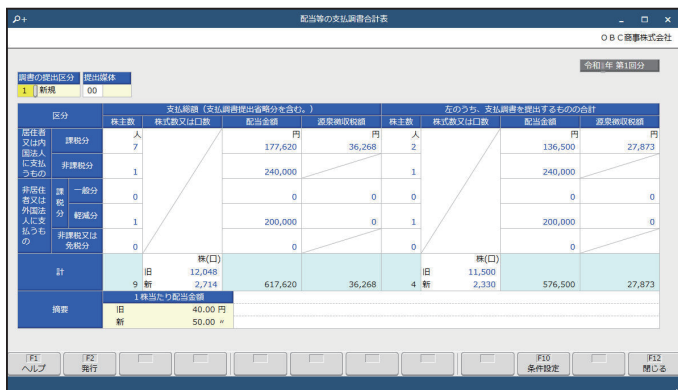 配当等の支払調書合計表
OBC商事株式会社
令和1年 第1回分
調書の提出区分 提出媒体
1 新規 00
区分 支払総額（支払調書提出省略分を含む。） 左のうち、支払調書を提出するものの合計
株主数 株式数又は口数 配当金額 源泉徴収税額 株主数 株式数又は口数 配当金額 源泉徴収税額
居住者又は内国法人に支払うもの 課税分 人 7 円 177,620 円 36,268 人 2 円 136,500 円 27,873
非課税分 1 240,000 1 240,000
非居住者又は外国法人に支払うもの 課税分 一般分 0 0 0 0 0 0
軽減分 1 200,000 0 1 200,000 0
非課税又は免税分 0 0 0 0
計 9 株(口) 旧 12,048 新 2,714 617,620 36,268 4 株(口) 旧 11,500 新 2,330 576,500 27,873
摘要 1株当たり配当金額
旧 40.00 円
新 50.00 〃
F1 ヘルプ F2 発行 F10 条件設定 F12 閉じる